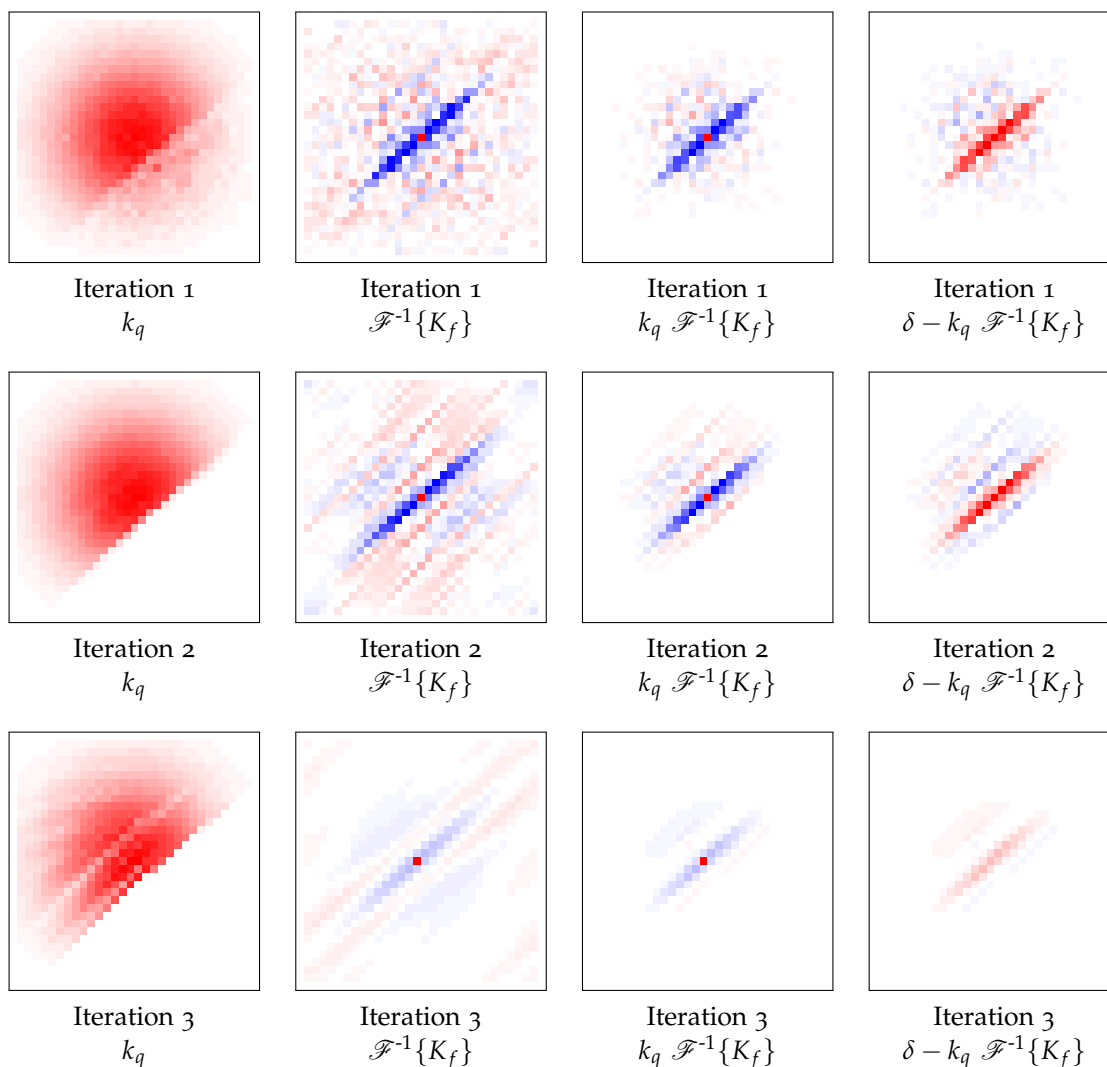 Iteration 1 Iteration 1 Iteration 1 Iteration 1
k_q ℱ⁻¹{K_f} k_q ℱ⁻¹{K_f} δ − k_q ℱ⁻¹{K_f}
Iteration 2 Iteration 2 Iteration 2 Iteration 2
k_q ℱ⁻¹{K_f} k_q ℱ⁻¹{K_f} δ − k_q ℱ⁻¹{K_f}
Iteration 3 Iteration 3 Iteration 3 Iteration 3
k_q ℱ⁻¹{K_f} k_q ℱ⁻¹{K_f} δ − k_q ℱ⁻¹{K_f}